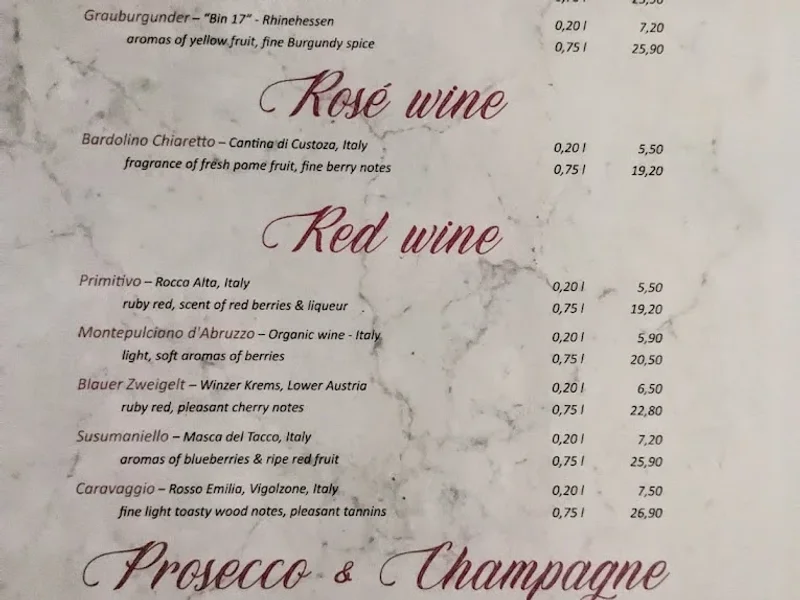 Grauburgunder – "Bin 17" - Rhinehessen 0,20 l 7,20
aromas of yellow fruit, fine Burgundy spice 0,75 l 25,90
Rosé wine
Bardolino Chiaretto – Cantina di Custoza, Italy 0,20 l 5,50
fragrance of fresh pome fruit, fine berry notes 0,75 l 19,20
Red wine
Primitivo – Rocca Alta, Italy 0,20 l 5,50
ruby red, scent of red berries & liqueur 0,75 l 19,20
Montepulciano d'Abruzzo – Organic wine - Italy 0,20 l 5,90
light, soft aromas of berries 0,75 l 20,50
Blauer Zweigelt – Winzer Krems, Lower Austria 0,20 l 6,50
ruby red, pleasant cherry notes 0,75 l 22,80
Susumaniello – Masca del Tacco, Italy 0,20 l 7,20
aromas of blueberries & ripe red fruit 0,75 l 25,90
Caravaggio – Rosso Emilia, Vigolzone, Italy 0,20 l 7,50
fine light toasty wood notes, pleasant tannins 0,75 l 26,90
Prosecco & Champagne